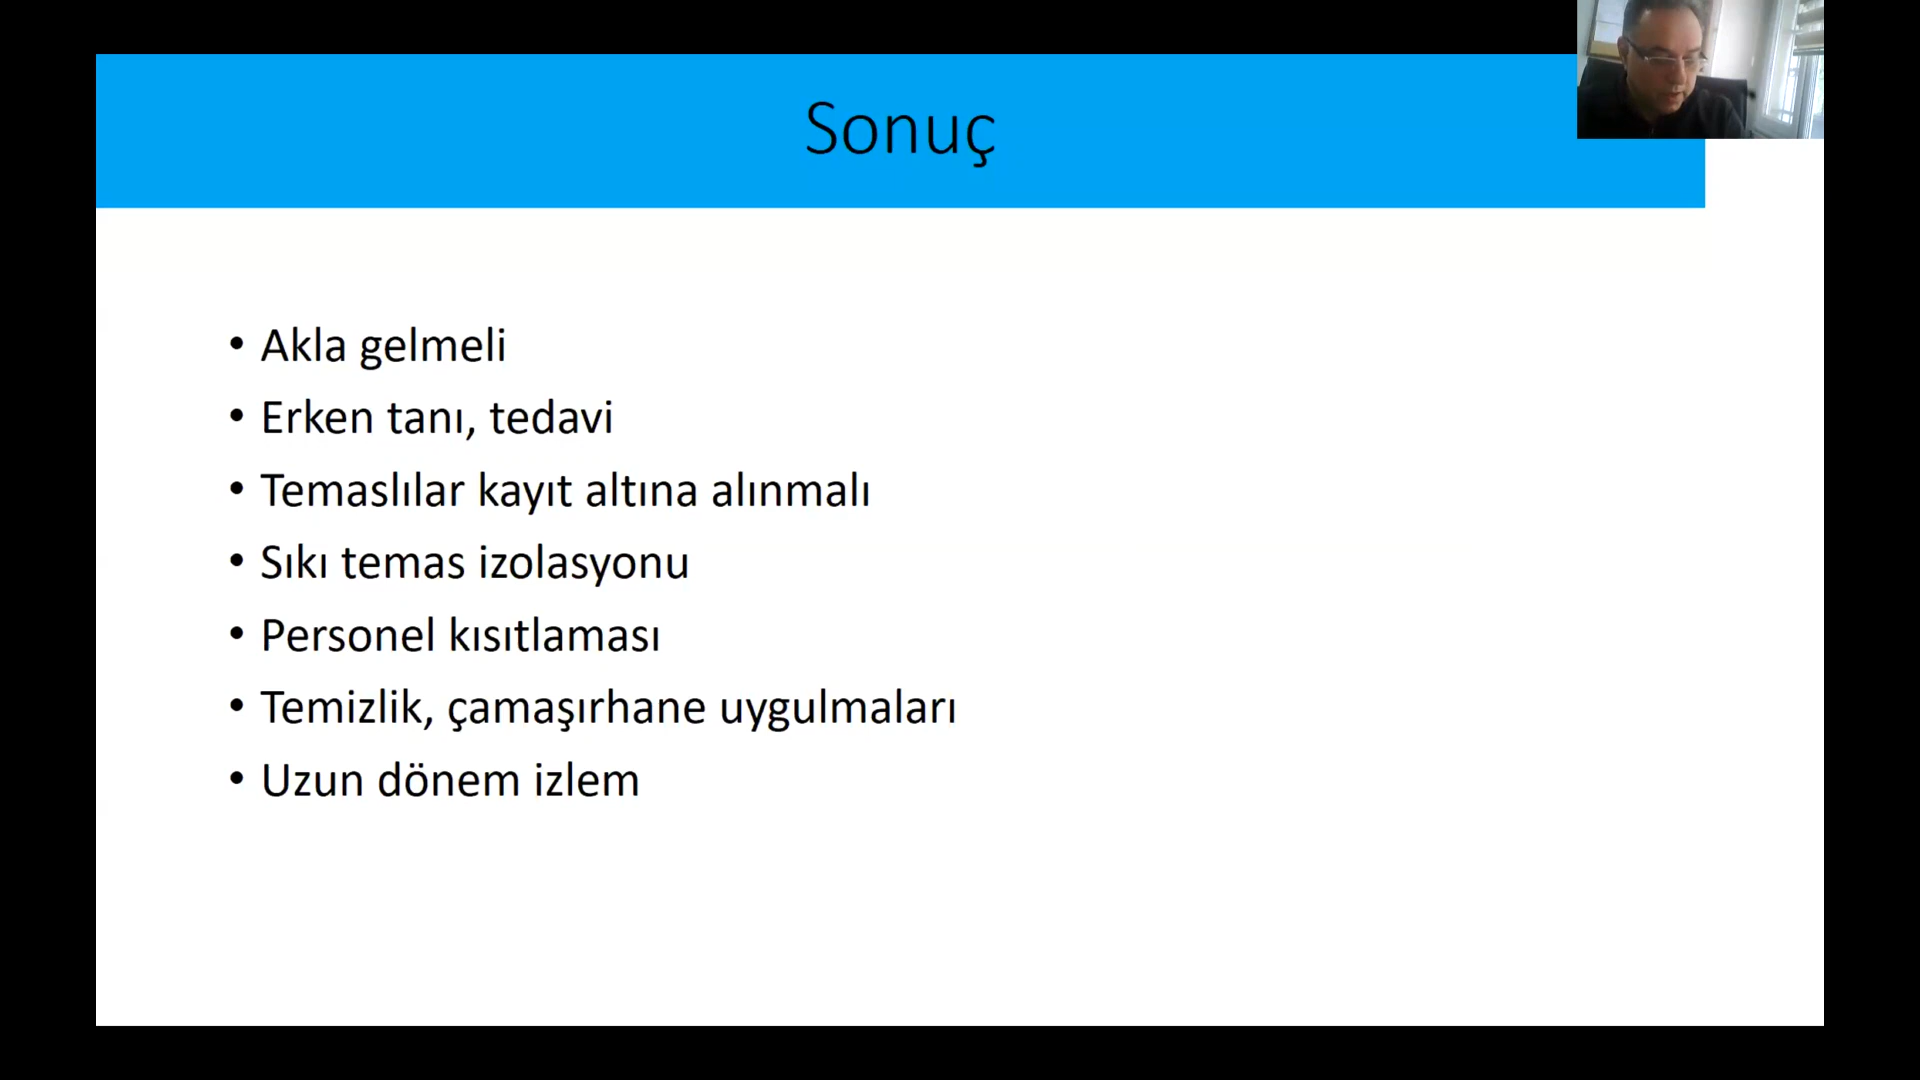 Sonuç
• Akla gelmeli
• Erken tanı, tedavi
• Temaslılar kayıt altına alınmalı
• Sıkı temas izolasyonu
• Personel kısıtlaması
• Temizlik, çamaşırhane uygulmaları
• Uzun dönem izlem